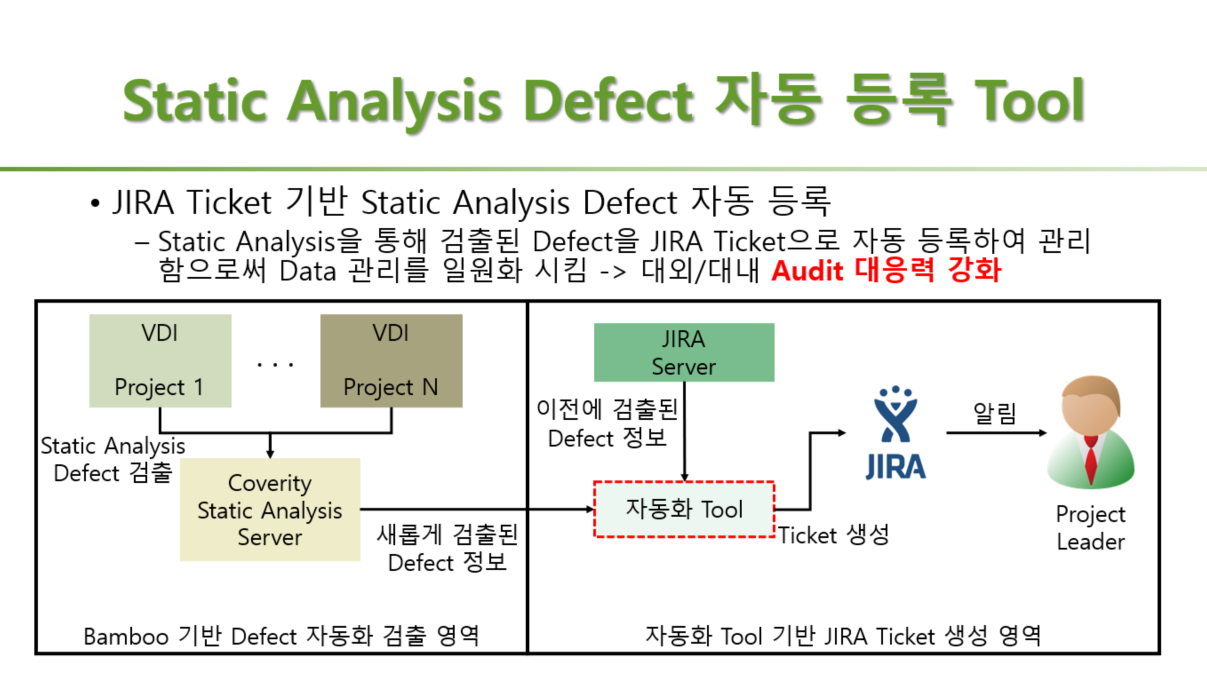 Static Analysis Defect 자동 등록 Tool
• JIRA Ticket 기반 Static Analysis Defect 자동 등록
– Static Analysis을 통해 검출된 Defect을 JIRA Ticket으로 자동 등록하여 관리
함으로써 Data 관리를 일원화 시킴 -> 대외/대내 Audit 대응력 강화
VDI
Project 1
. . .
VDI
Project N
Static Analysis
Defect 검출
Coverity
Static Analysis
Server
새롭게 검출된
Defect 정보
Bamboo 기반 Defect 자동화 검출 영역
JIRA
Server
이전에 검출된
Defect 정보
자동화 Tool
Ticket 생성
JIRA
알림
Project
Leader
자동화 Tool 기반 JIRA Ticket 생성 영역